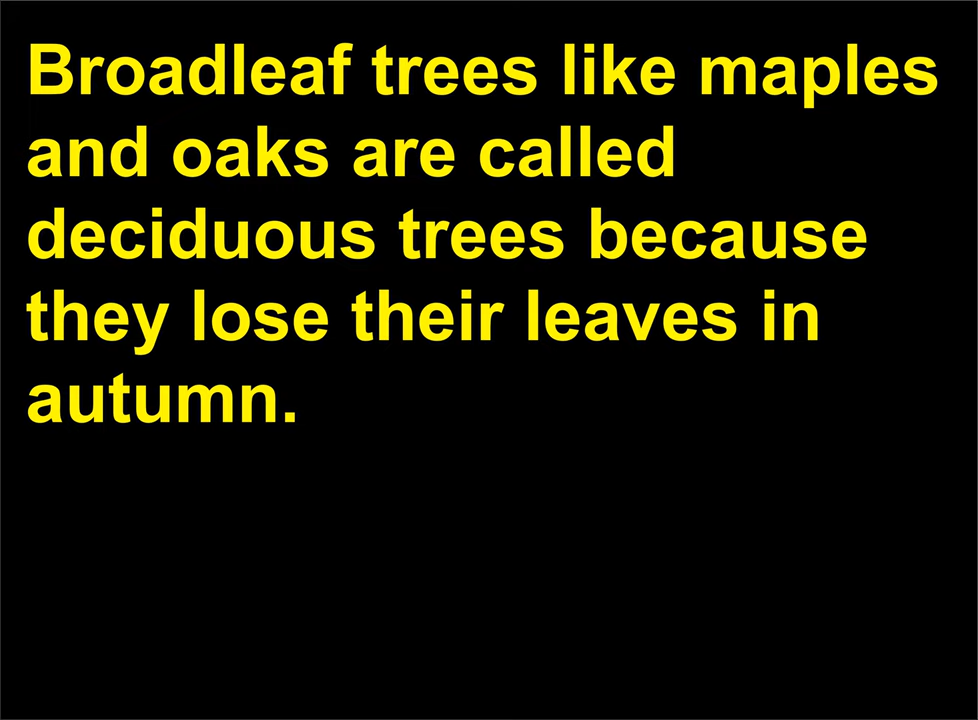 Broadleaf trees like maples
and oaks are called
deciduous trees because
they lose their leaves in
autumn.